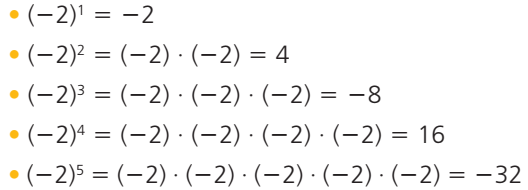 • (−2)¹ = −2
• (−2)² = (−2) · (−2) = 4
• (−2)³ = (−2) · (−2) · (−2) = −8
• (−2)⁴ = (−2) · (−2) · (−2) · (−2) = 16
• (−2)⁵ = (−2) · (−2) · (−2) · (−2) · (−2) = −32